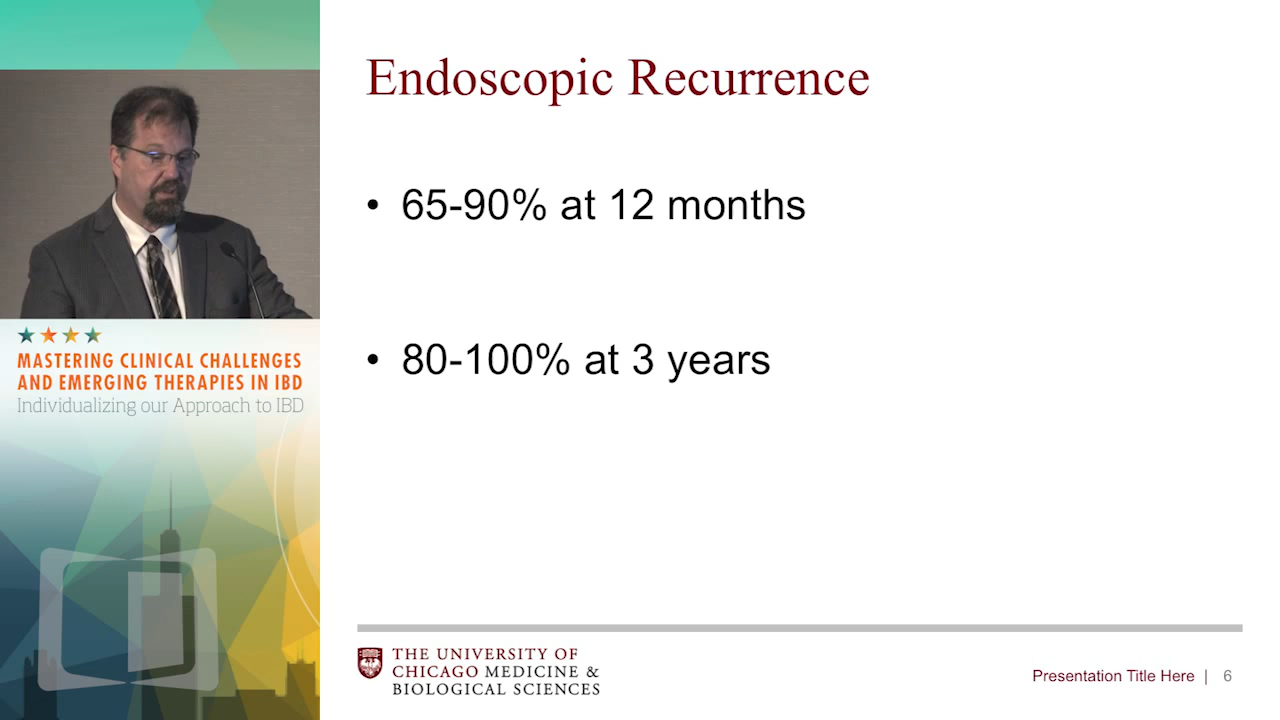 Endoscopic Recurrence
• 65-90% at 12 months
• 80-100% at 3 years
MASTERING CLINICAL CHALLENGES
AND EMERGING THERAPIES IN IBD
Individualizing our Approach to IBD
THE UNIVERSITY OF
CHICAGO MEDICINE &
BIOLOGICAL SCIENCES
Presentation Title Here | 6